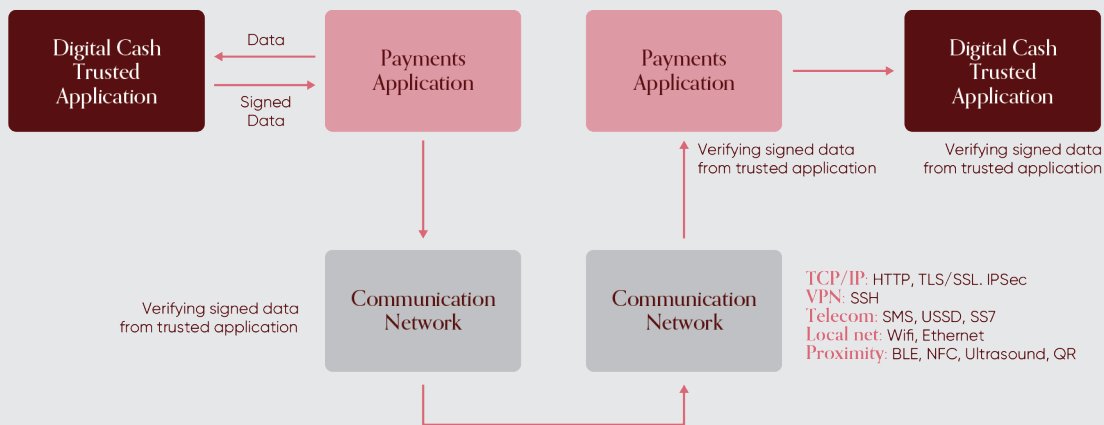 Digital Cash
Trusted
Application
Data
Signed
Data
Payments
Application
Payments
Application
Digital Cash
Trusted
Application
Verifying signed data
from trusted application
Verifying signed data
from trusted application
Verifying signed data
from trusted application
Communication
Network
Communication
Network
TCP/IP: HTTP, TLS/SSL. IPSec
VPN: SSH
Telecom: SMS, USSD, SS7
Local net: Wifi, Ethernet
Proximity: BLE, NFC, Ultrasound, QR